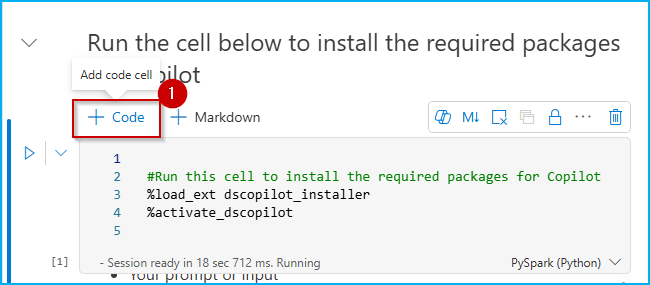 Run the cell below to install the required packages
pilot
Add code cell
1
Code
Markdown
M↓
1
2 #Run this cell to install the required packages for Copilot
3 %load_ext dscopilot_installer
4 %activate_dscopilot
5
[1]
- Session ready in 18 sec 712 ms. Running
PySpark (Python)
Your prompt or input